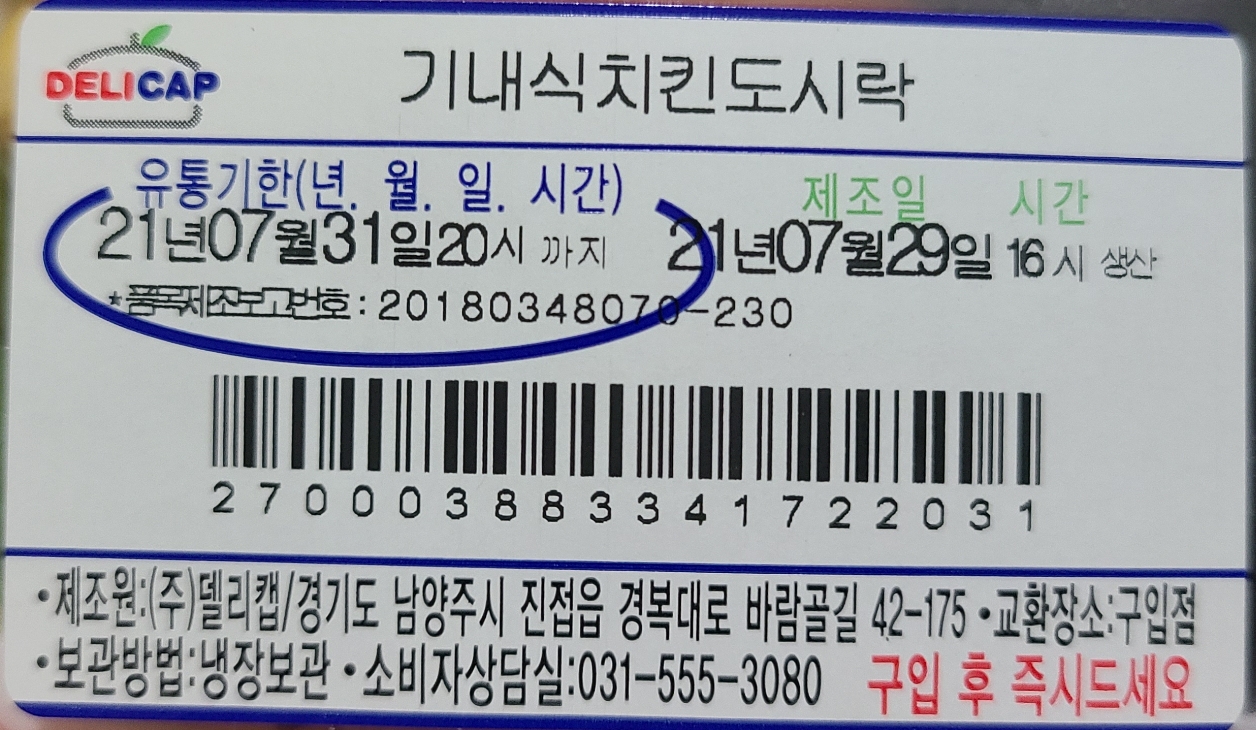 DELICAP
기내식치킨도시락
유통기한(년. 월. 일. 시간) 제조일 시간
21년07월31일20시 까지 21년07월29일 16시 생산
*품목제조보고번호:20180348070-230
270003883341722031
•제조원:(주)델리캡/경기도 남양주시 진접읍 경복대로 바람골길 42-175 •교환장소:구입점
•보관방법:냉장보관 •소비자상담실:031-555-3080 구입 후 즉시드세요